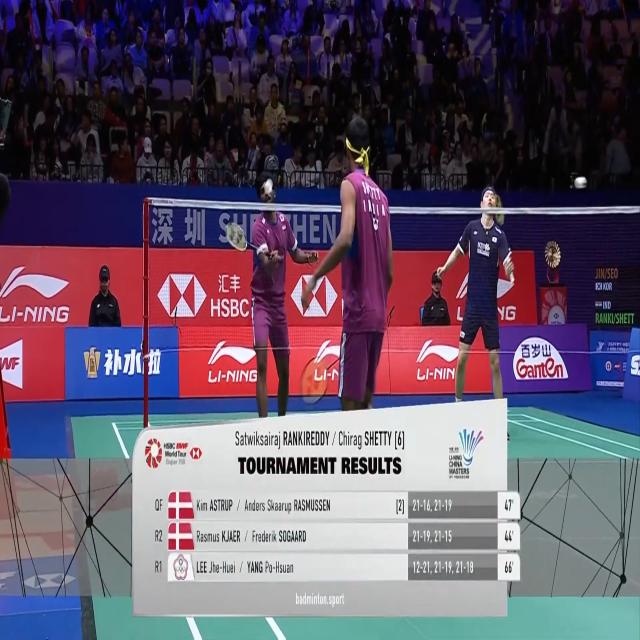 深圳 SHENZHEN
LI-NING
汇丰
HSBC
JIN/SEO
KOR
IND
RANKI/SHETT
补水啦
LI-NING
LI-NING
百岁山
Ganten
SHETTY
Satwiksairaj RANKIREDDY / Chirag SHETTY [6]
TOURNAMENT RESULTS
HSBC BWF
World Tour
LI-NING
CHINA
MASTERS
QF Kim ASTRUP / Anders Skaarup RASMUSSEN [2] 21-16, 21-19 47'
R2 Rasmus KJAER / Frederik SOGAARD 21-19, 21-15 44'
R1 LEE Jhe-Huei / YANG Po-Hsuan 12-21, 21-19, 21-18 66'
badminton.sport